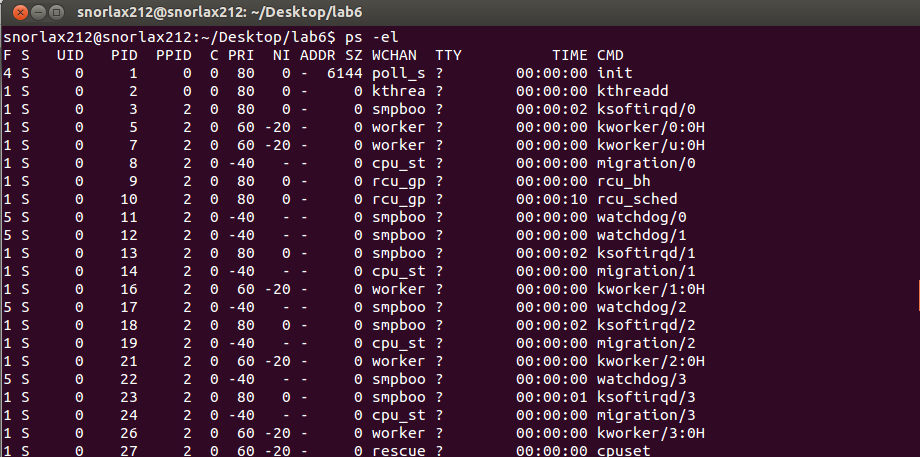 snorlax212@snorlax212: ~/Desktop/lab6
snorlax212@snorlax212:~/Desktop/lab6$ ps -el
F S   UID   PID  PPID  C PRI  NI ADDR SZ WCHAN  TTY          TIME CMD
4 S     0     1     0  0  80   0 -  6144 poll_s ?        00:00:00 init
1 S     0     2     0  0  80   0 -     0 kthrea ?        00:00:00 kthreadd
1 S     0     3     2  0  80   0 -     0 smpboo ?        00:00:02 ksoftirqd/0
1 S     0     5     2  0  60 -20 -     0 worker ?        00:00:00 kworker/0:0H
1 S     0     7     2  0  60 -20 -     0 worker ?        00:00:00 kworker/u:0H
1 S     0     8     2  0 -40   - -     0 cpu_st ?        00:00:00 migration/0
1 S     0     9     2  0  80   0 -     0 rcu_gp ?        00:00:00 rcu_bh
1 S     0    10     2  0  80   0 -     0 rcu_gp ?        00:00:10 rcu_sched
5 S     0    11     2  0 -40   - -     0 smpboo ?        00:00:00 watchdog/0
5 S     0    12     2  0 -40   - -     0 smpboo ?        00:00:00 watchdog/1
1 S     0    13     2  0  80   0 -     0 smpboo ?        00:00:02 ksoftirqd/1
1 S     0    14     2  0 -40   - -     0 cpu_st ?        00:00:00 migration/1
1 S     0    16     2  0  60 -20 -     0 worker ?        00:00:00 kworker/1:0H
5 S     0    17     2  0 -40   - -     0 smpboo ?        00:00:00 watchdog/2
1 S     0    18     2  0  80   0 -     0 smpboo ?        00:00:02 ksoftirqd/2
1 S     0    19     2  0 -40   - -     0 cpu_st ?        00:00:00 migration/2
1 S     0    21     2  0  60 -20 -     0 worker ?        00:00:00 kworker/2:0H
5 S     0    22     2  0 -40   - -     0 smpboo ?        00:00:00 watchdog/3
1 S     0    23     2  0  80   0 -     0 smpboo ?        00:00:01 ksoftirqd/3
1 S     0    24     2  0 -40   - -     0 cpu_st ?        00:00:00 migration/3
1 S     0    26     2  0  60 -20 -     0 worker ?        00:00:00 kworker/3:0H
1 S     0    27     2  0  60 -20 -     0 rescue ?        00:00:00 cpuset